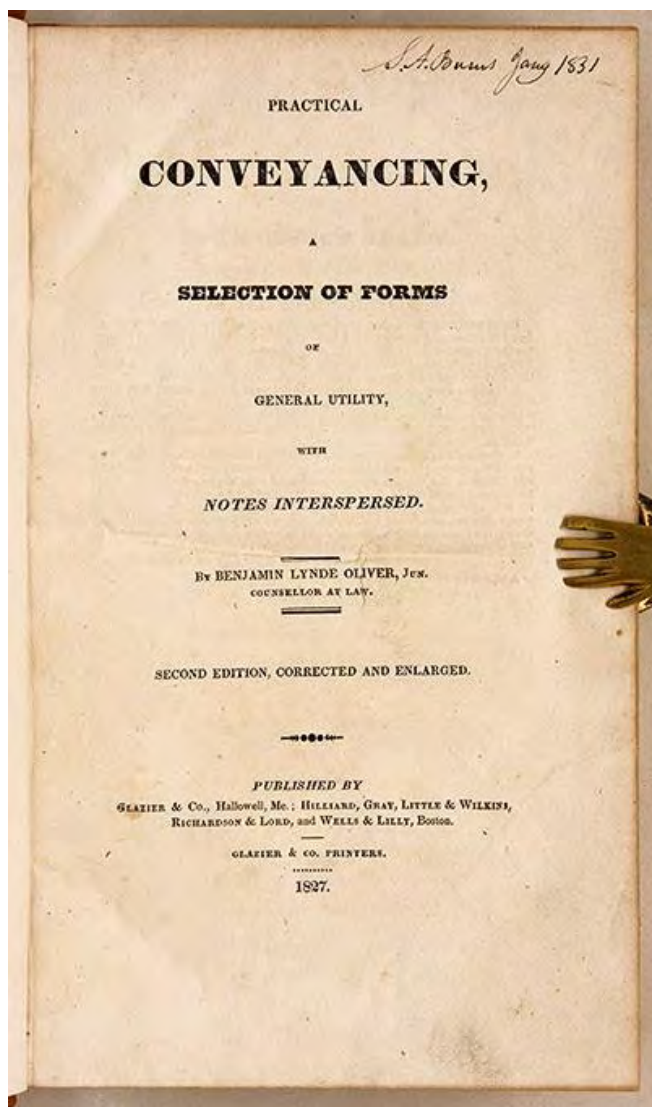 S.A. Burns Jany 1831
PRACTICAL
CONVEYANCING,
A
SELECTION OF FORMS
OF
GENERAL UTILITY,
WITH
NOTES INTERSPERSED.
By BENJAMIN LYNDE OLIVER, Jun.
COUNSELLOR AT LAW.
SECOND EDITION, CORRECTED AND ENLARGED.
PUBLISHED BY
Glazier & Co., Hallowell, Me.; Hilliard, Gray, Little & Wilkins,
Richardson & Lord, and Wells & Lilly, Boston.
GLAZIER & CO. PRINTERS.
1827.